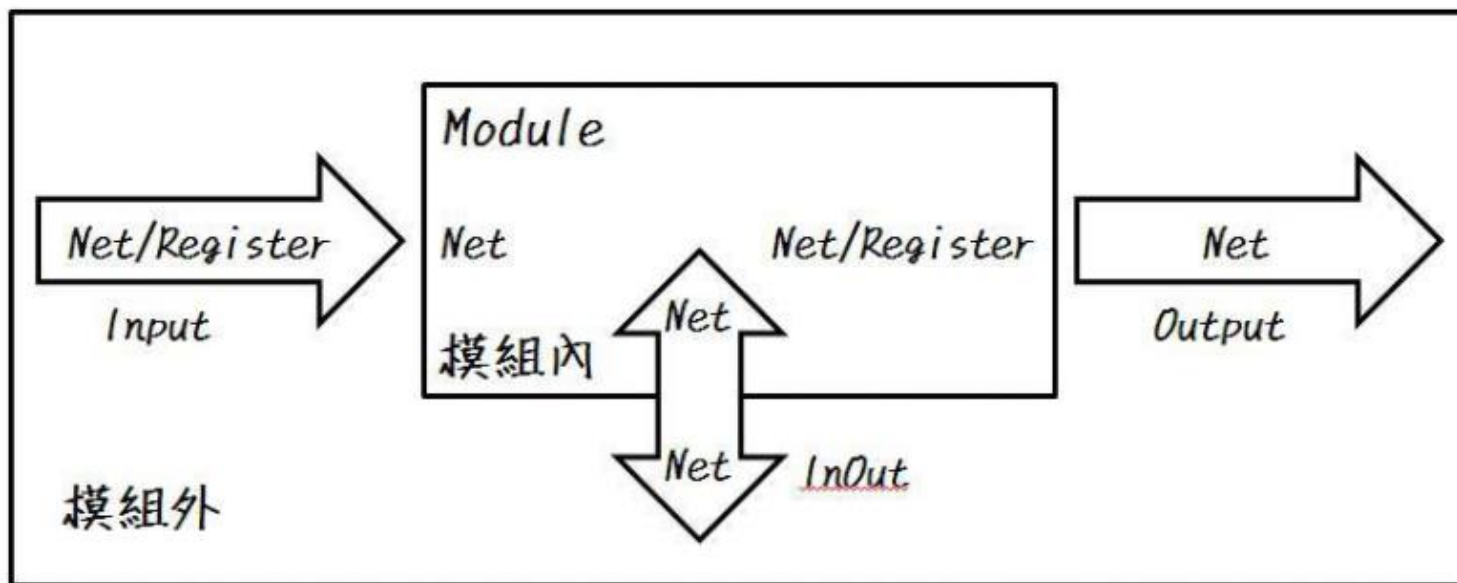 Module
Net/Register
Net
Net/Register
Net
Input
Net
Output
模組內
Net
InOut
模組外